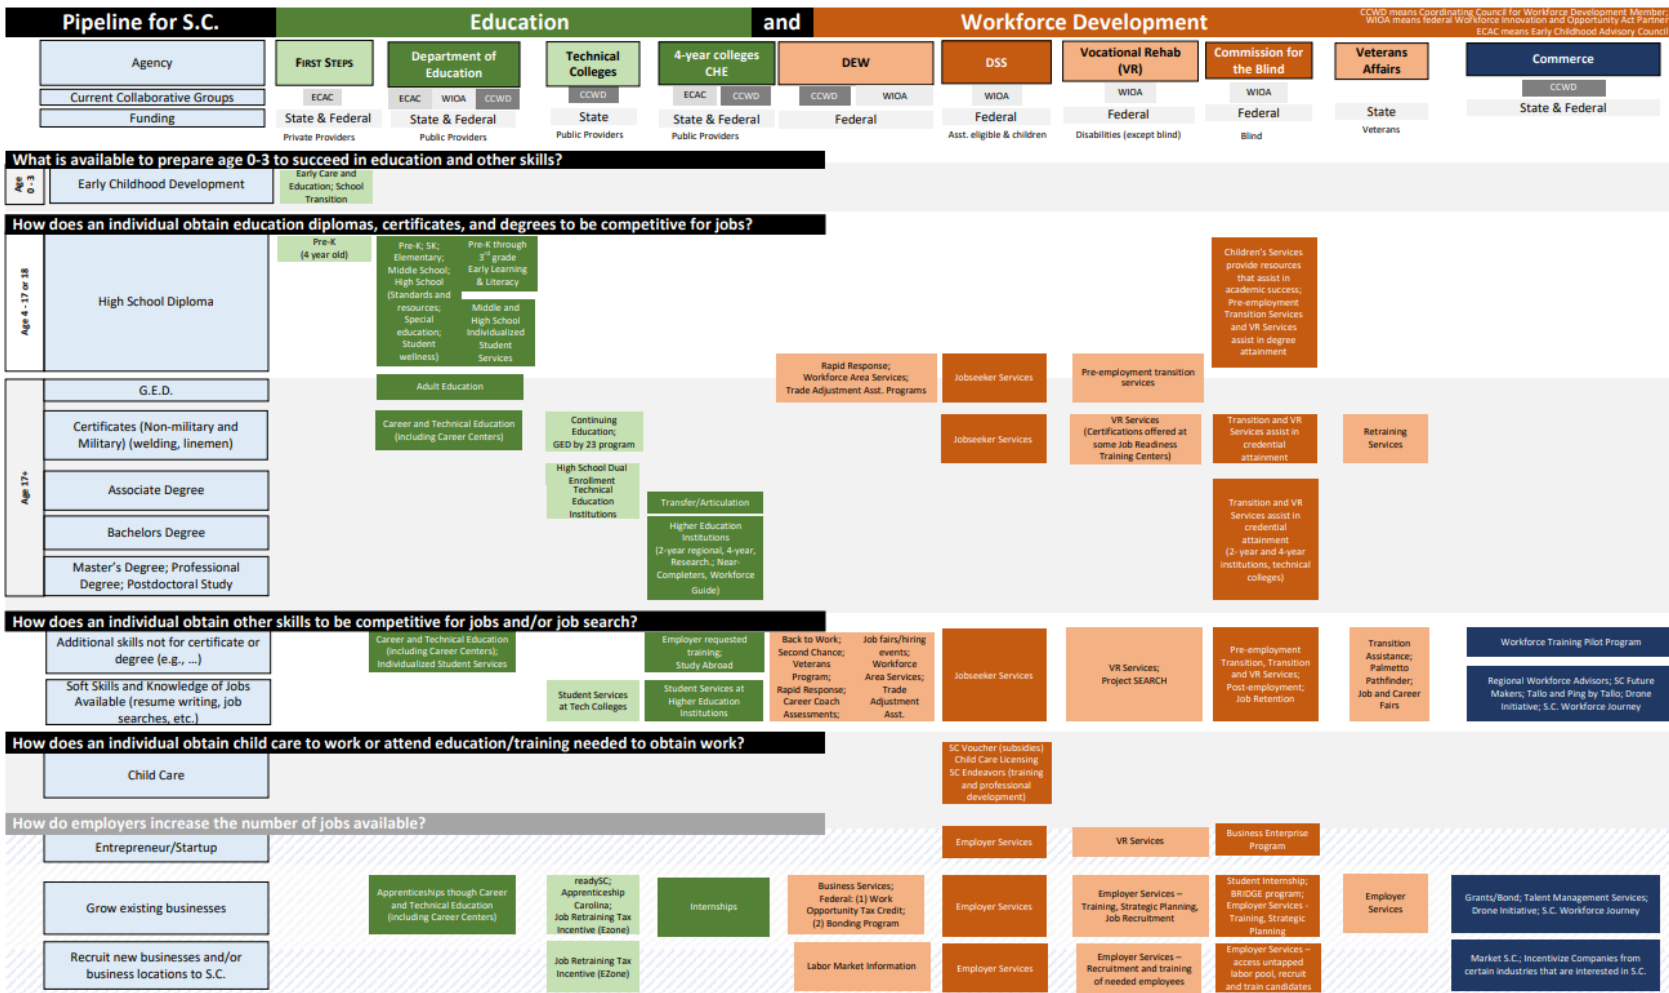 Pipeline for S.C.
Education
and
Workforce Development
CCWD means Coordinating Council for Workforce Development Member;
WIOA means federal Workforce Innovation and Opportunity Act Partner
ECAC means Early Childhood Advisory Council
Agency
FIRST STEPS
Department of
Education
Technical
Colleges
4-year colleges
CHE
DEW
DSS
Vocational Rehab
(VR)
Commission for
the Blind
Veterans
Affairs
Commerce
Current Collaborative Groups
ECAC
ECAC WIOA CCWD
CCWD
ECAC CCWD
CCWD WIOA
WIOA
WIOA
WIOA
CCWD
Funding
State & Federal
State & Federal
State
State & Federal
Federal
Federal
Federal
Federal
State
State & Federal
Private Providers
Public Providers
Public Providers
Public Providers
Asst. eligible & children
Disabilities (except blind)
Blind
Veterans
What is available to prepare age 0-3 to succeed in education and other skills?
Age
0 - 3
Early Childhood Development
Early Care and
Education; School
Transition
How does an individual obtain education diplomas, certificates, and degrees to be competitive for jobs?
Age 4 - 17 or 18
High School Diploma
Pre-K
(4 year old)
Pre-K; 5K;
Elementary;
Middle School;
High School
(Standards and
resources;
Special
education;
Student
wellness)
Pre-K through
3rd grade
Early Learning
& Literacy
Middle and
High School
Individualized
Student
Services
Children's Services
provide resources
that assist in
academic success;
Pre-employment
Transition Services
and VR Services
assist in degree
attainment
Rapid Response;
Workforce Area Services;
Trade Adjustment Asst. Programs
Jobseeker Services
Pre-employment transition
services
Age 17+
G.E.D.
Adult Education
Certificates (Non-military and
Military) (welding, linemen)
Career and Technical Education
(including Career Centers)
Continuing
Education;
GED by 23 program
Jobseeker Services
VR Services
(Certifications offered at
some Job Readiness
Training Centers)
Transition and VR
Services assist in
credential
attainment
Retraining
Services
Associate Degree
High School Dual
Enrollment
Technical
Education
Institutions
Transfer/Articulation
Bachelors Degree
Higher Education
Institutions
(2-year regional, 4-year,
Research.; Near-
Completers, Workforce
Guide)
Transition and VR
Services assist in
credential
attainment
(2- year and 4-year
institutions, technical
colleges)
Master's Degree; Professional
Degree; Postdoctoral Study
How does an individual obtain other skills to be competitive for jobs and/or job search?
Additional skills not for certificate or
degree (e.g., ...)
Career and Technical Education
(including Career Centers);
Individualized Student Services
Employer requested
training;
Study Abroad
Back to Work;
Second Chance;
Veterans
Program;
Rapid Response;
Career Coach
Assessments;
Job fairs/hiring
events;
Workforce
Area Services;
Trade
Adjustment
Asst.
Jobseeker Services
VR Services;
Project SEARCH
Pre-employment
Transition, Transition
and VR Services;
Post-employment;
Job Retention
Transition
Assistance;
Palmetto
Pathfinder;
Job and Career
Fairs
Workforce Training Pilot Program
Soft Skills and Knowledge of Jobs
Available (resume writing, job
searches, etc.)
Student Services
at Tech Colleges
Student Services at
Higher Education
Institutions
Regional Workforce Advisors; SC Future
Makers; Tallo and Ping by Tallo; Drone
Initiative; S.C. Workforce Journey
How does an individual obtain child care to work or attend education/training needed to obtain work?
Child Care
SC Voucher (subsidies)
Child Care Licensing
SC Endeavors (training
and professional
development)
How do employers increase the number of jobs available?
Entrepreneur/Startup
Employer Services
VR Services
Business Enterprise
Program
Grow existing businesses
Apprenticeships though Career
and Technical Education
(including Career Centers)
readySC;
Apprenticeship
Carolina;
Job Retraining Tax
Incentive (Ezone)
Internships
Business Services;
Federal: (1) Work
Opportunity Tax Credit;
(2) Bonding Program
Employer Services
Employer Services –
Training, Strategic Planning,
Job Recruitment
Student Internship;
BRIDGE program;
Employer Services -
Training, Strategic
Planning
Employer
Services
Grants/Bond; Talent Management Services;
Drone Initiative; S.C. Workforce Journey
Recruit new businesses and/or
business locations to S.C.
Job Retraining Tax
Incentive (EZone)
Labor Market Information
Employer Services
Employer Services –
Recruitment and training
of needed employees
Employer Services –
access untapped
labor pool, recruit
and train candidates
Market S.C.; Incentivize Companies from
certain industries that are interested in S.C.